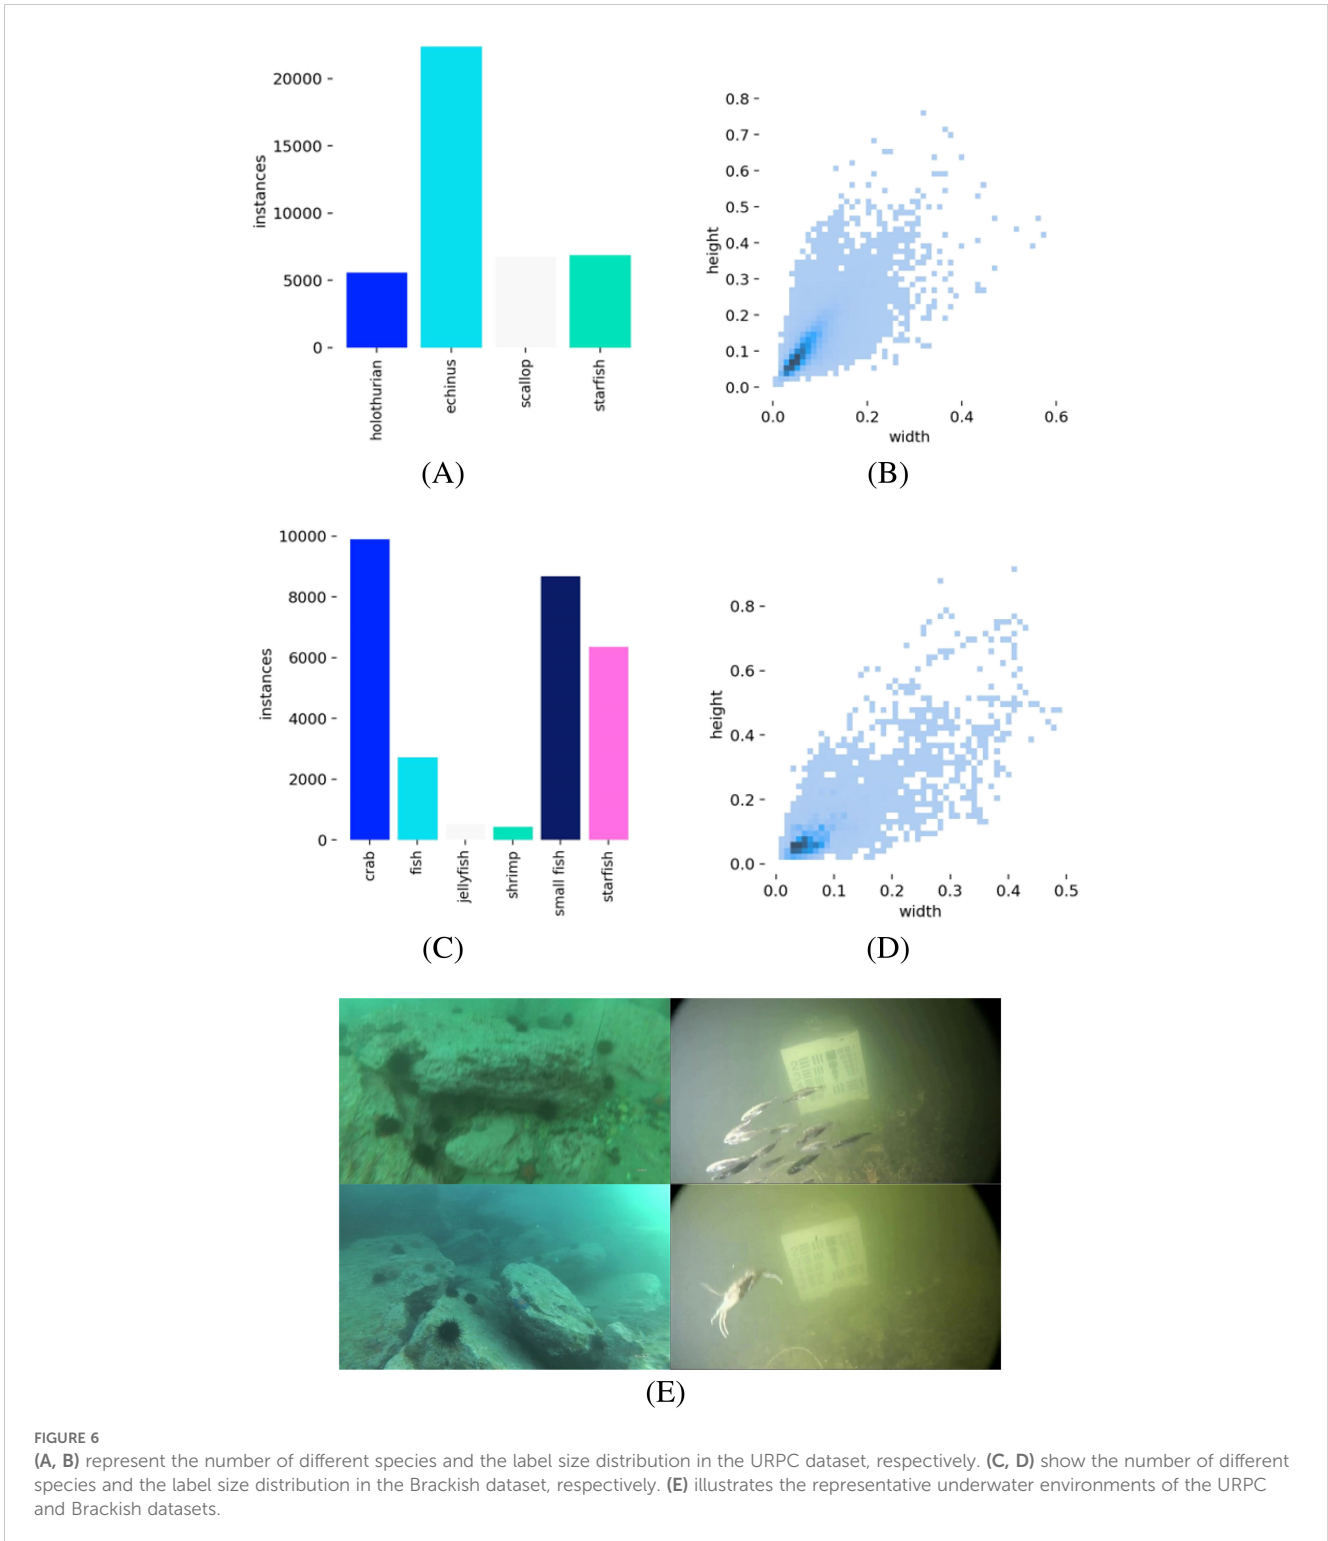 20000
15000
10000
5000
0
instances
holothurian
echinus
scallop
starfish
(A)
0.8
0.7
0.6
0.5
0.4
0.3
0.2
0.1
0.0
height
0.0 0.2 0.4 0.6
width
(B)
10000
8000
6000
4000
2000
0
instances
crab
fish
jellyfish
shrimp
small fish
starfish
(C)
0.8
0.6
0.4
0.2
0.0
height
0.0 0.1 0.2 0.3 0.4 0.5
width
(D)
(E)
FIGURE 6
(A, B) represent the number of different species and the label size distribution in the URPC dataset, respectively. (C, D) show the number of different
species and the label size distribution in the Brackish dataset, respectively. (E) illustrates the representative underwater environments of the URPC
and Brackish datasets.